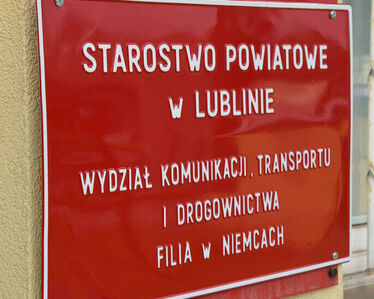 STAROSTWO POWIATOWE
W LUBLINIE
WYDZIAŁ KOMUNIKACJI, TRANSPORTU
I DROGOWNICTWA
FILIA W NIEMCACH